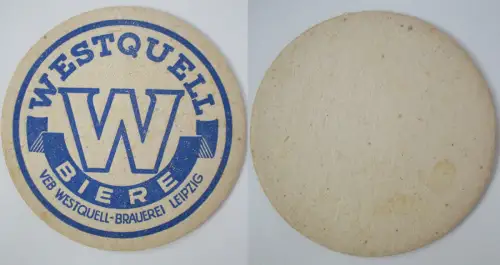 WESTQUELL
W
BIERE
VEB WESTQUELL-BRAUEREI LEIPZIG